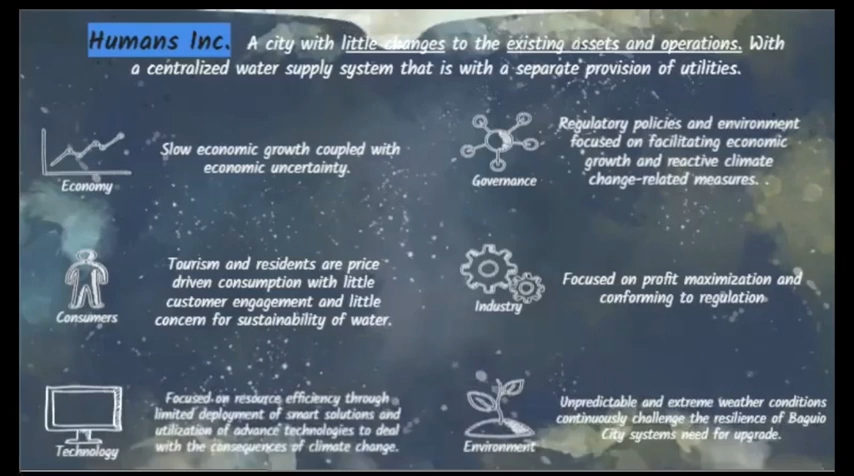 Humans Inc. A city with little changes to the existing assets and operations. With
a centralized water supply system that is with a separate provision of utilities.
Economy
Slow economic growth coupled with
economic uncertainty.
Governance
Regulatory policies and environment
focused on facilitating economic
growth and reactive climate
change-related measures. .
Consumers
Tourism and residents are price
driven consumption with little
customer engagement and little
concern for sustainability of water.
Industry
Focused on profit maximization and
conforming to regulation
Technology
Focused on resource efficiency through
limited deployment of smart solutions and
utilization of advance technologies to deal
with the consequences of climate change.
Environment
Unpredictable and extreme weather conditions
continuously challenge the resilience of Baguio
City systems need for upgrade.